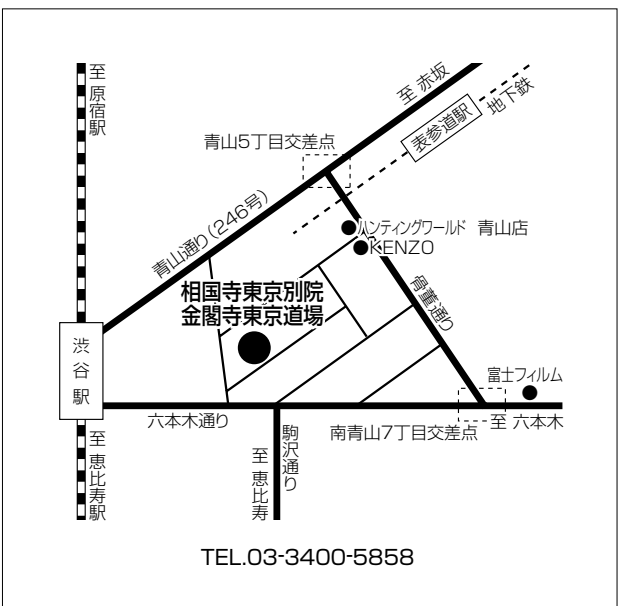 至 原宿駅
至 赤坂
地下鉄
表参道駅
青山5丁目交差点
青山通り(246号)
ハンティングワールド 青山店
KENZO
相国寺東京別院
金閣寺東京道場
骨董通り
渋谷駅
富士フィルム
六本木通り
南青山7丁目交差点
至 六本木
至 恵比寿駅
駒沢通り
至 恵比寿
TEL.03-3400-5858